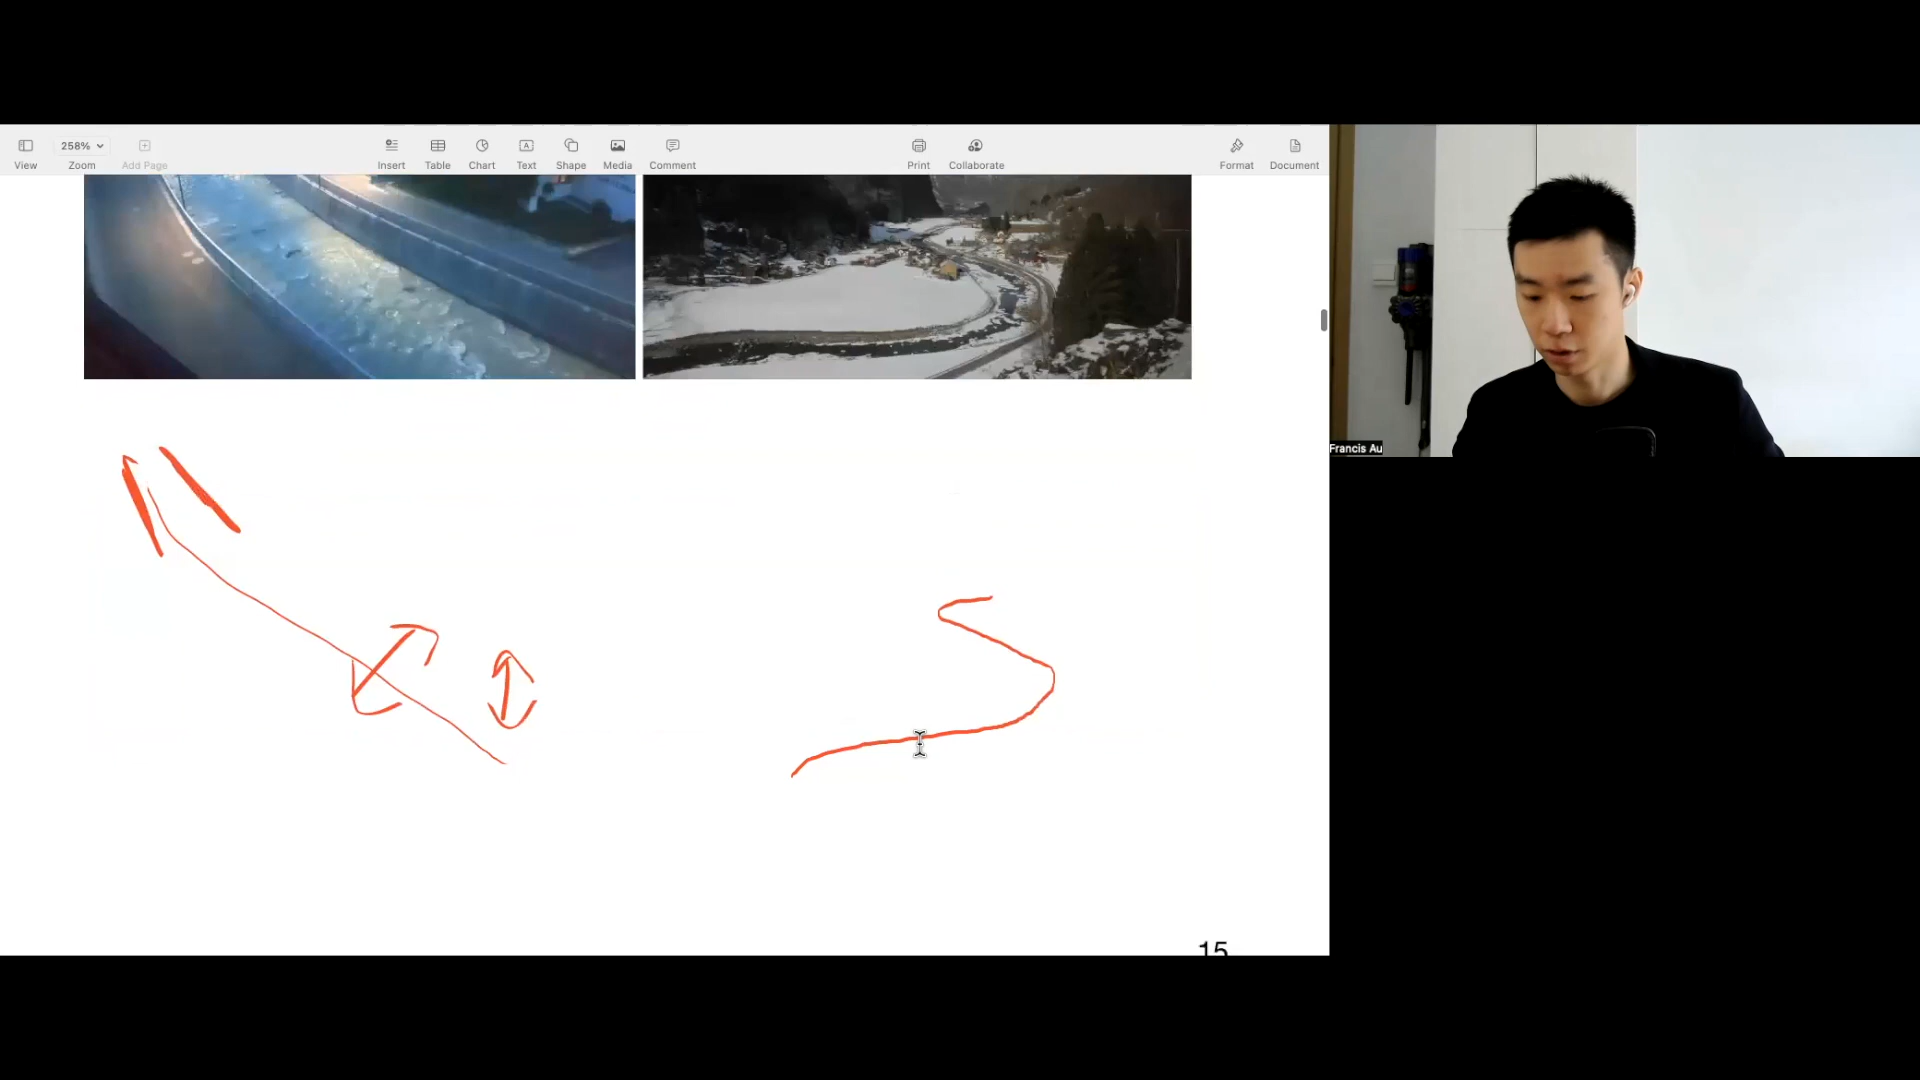 258%
View Zoom Add Page Insert Table Chart Text Shape Media Comment Print Collaborate Format Document
Francis Au
15